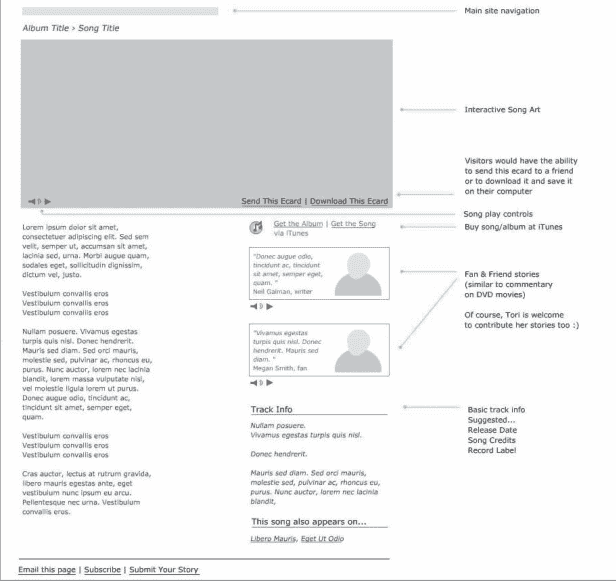 Main site navigation
Album Title > Song Title
Interactive Song Art
Visitors would have the ability
to send this ecard to a friend
or to download it and save it
on their computer
Send This Ecard | Download This Ecard
Song play controls
Lorem ipsum dolor sit amet,
consectetuer adipiscing elit. Sed sem
velit, semper ut, accumsan sit amet,
lacinia sed, urna. Morbi augue quam,
sodales eget, sollicitudin dignissim,
dictum vel, justo.
Vestibulum convallis eros
Vestibulum convallis eros
Vestibulum convallis eros
Nullam posuere. Vivamus egestas
turpis quis nisl. Donec hendrerit.
Mauris sed diam. Sed orci mauris,
molestie sed, pulvinar ac, rhoncus eu,
purus. Nunc auctor, lorem nec lacinia
blandit, lorem massa vulputate nisl,
vel molestie ligula lorem ut purus.
Donec augue odio, tincidunt ac,
tincidunt sit amet, semper eget,
quam.
Vestibulum convallis eros
Vestibulum convallis eros
Vestibulum convallis eros
Cras auctor, lectus at rutrum gravida,
libero mauris egestas ante, eget
vestibulum nunc ipsum eu arcu.
Pellentesque nec urna. Vestibulum
convallis eros.
Get the Album | Get the Song
via iTunes
Buy song/album at iTunes
"Donec augue odio,
tincidunt ac, tincidunt
sit amet, semper eget,
quam. "
Neil Gaiman, writer
Fan & Friend stories
(similar to commentary
on DVD movies)
Of course, Tori is welcome
to contribute her stories too :)
"Vivamus egestas
turpis quis nisl. Donec
hendrerit. Mauris sed
diam. "
Megan Smith, fan
Track Info
Nullam posuere.
Vivamus egestas turpis quis nisl.
Donec hendrerit.
Mauris sed diam. Sed orci mauris,
molestie sed, pulvinar ac, rhoncus eu,
purus. Nunc auctor, lorem nec lacinia
blandit,
Basic track info
Suggested...
Release Date
Song Credits
Record Label
This song also appears on...
Libero Mauris, Eget Ut Odio
Email this page | Subscribe | Submit Your Story